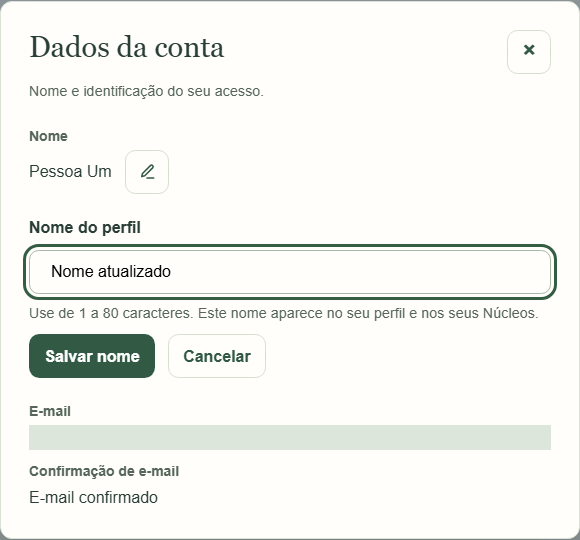 Dados da conta
Nome e identificação do seu acesso.
Nome
Pessoa Um
Nome do perfil
Nome atualizado
Use de 1 a 80 caracteres. Este nome aparece no seu perfil e nos seus Núcleos.
Salvar nome
Cancelar
E-mail
Confirmação de e-mail
E-mail confirmado